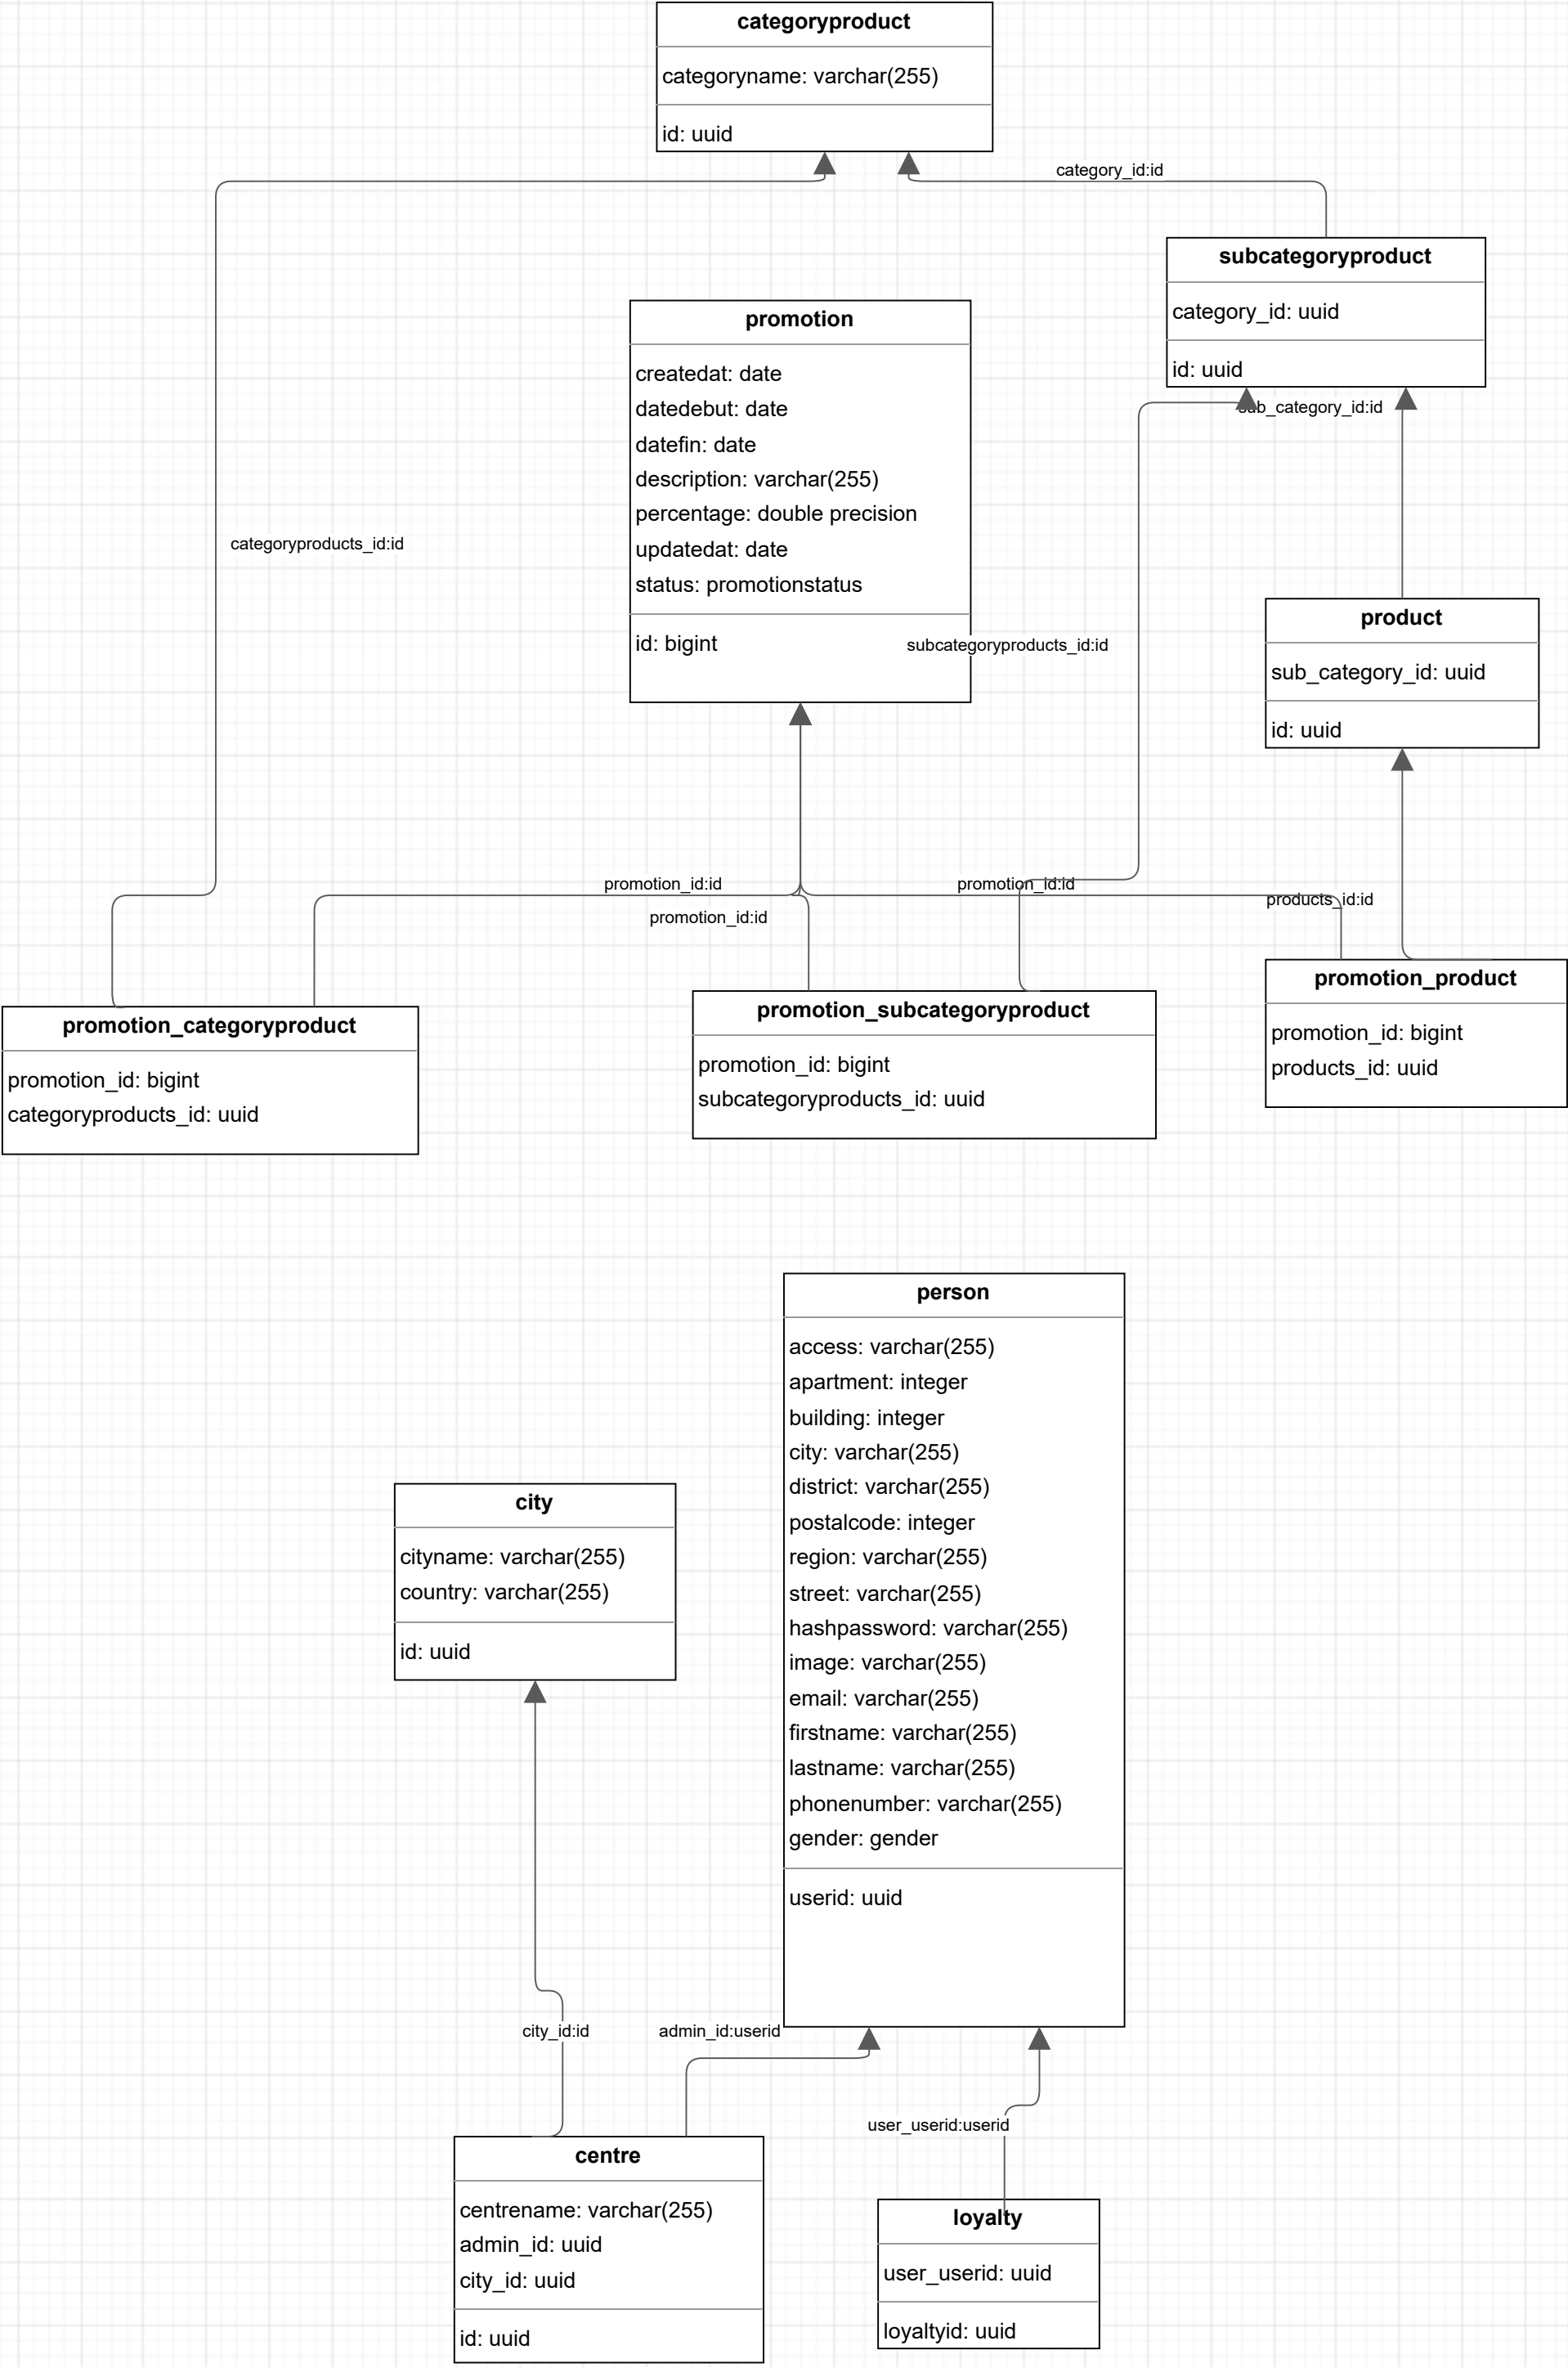 categoryproduct
categoryname: varchar(255)
id: uuid
category_id:id
subcategoryproduct
category_id: uuid
id: uuid
promotion
createdat: date
datedebut: date
datefin: date
description: varchar(255)
percentage: double precision
updatedat: date
status: promotionstatus
id: bigint
sub_category_id:id
categoryproducts_id:id
subcategoryproducts_id:id
product
sub_category_id: uuid
id: uuid
promotion_id:id
promotion_id:id
promotion_id:id
products_id:id
promotion_categoryproduct
promotion_id: bigint
categoryproducts_id: uuid
promotion_subcategoryproduct
promotion_id: bigint
subcategoryproducts_id: uuid
promotion_product
promotion_id: bigint
products_id: uuid
person
access: varchar(255)
apartment: integer
building: integer
city: varchar(255)
district: varchar(255)
postalcode: integer
region: varchar(255)
street: varchar(255)
hashpassword: varchar(255)
image: varchar(255)
email: varchar(255)
firstname: varchar(255)
lastname: varchar(255)
phonenumber: varchar(255)
gender: gender
userid: uuid
city
cityname: varchar(255)
country: varchar(255)
id: uuid
city_id:id
admin_id:userid
user_userid:userid
centre
centrename: varchar(255)
admin_id: uuid
city_id: uuid
id: uuid
loyalty
user_userid: uuid
loyaltyid: uuid